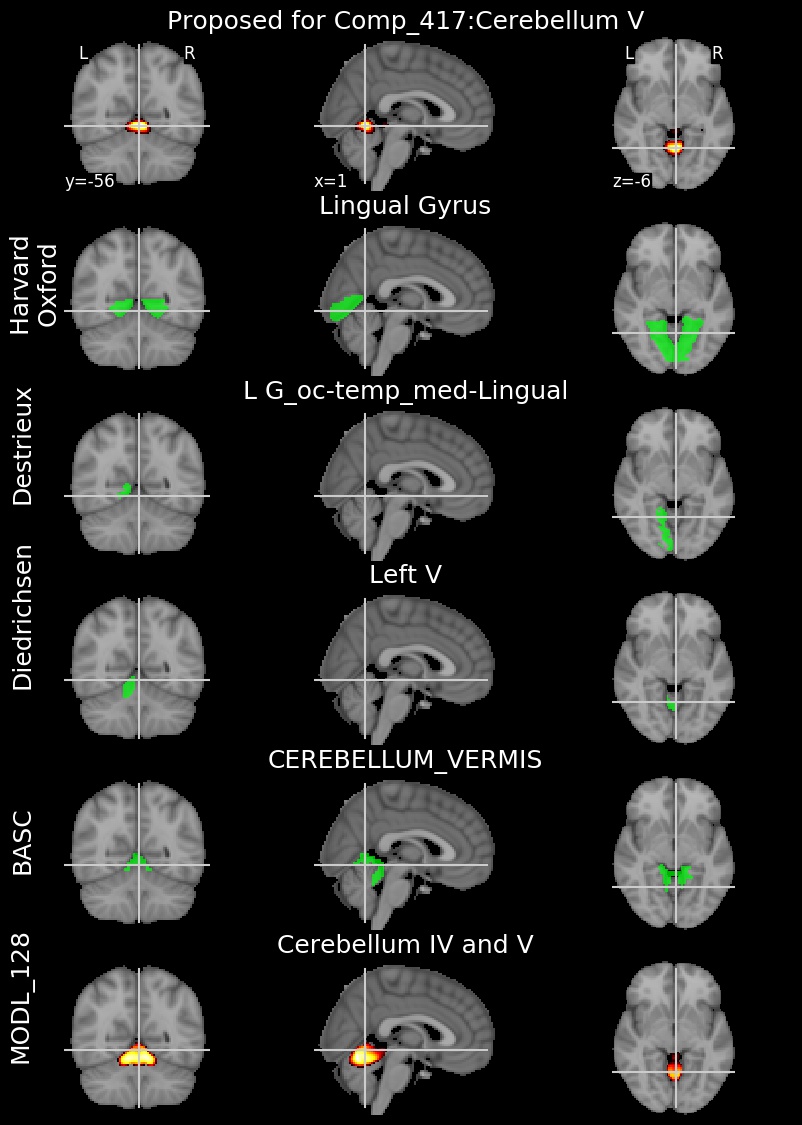 Proposed for Comp_417:Cerebellum V
L R L R
y=-56 x=1 z=-6
Lingual Gyrus
Harvard
Oxford
L G_oc-temp_med-Lingual
Destrieux
Left V
Diedrichsen
CEREBELLUM_VERMIS
BASC
Cerebellum IV and V
MODL_128